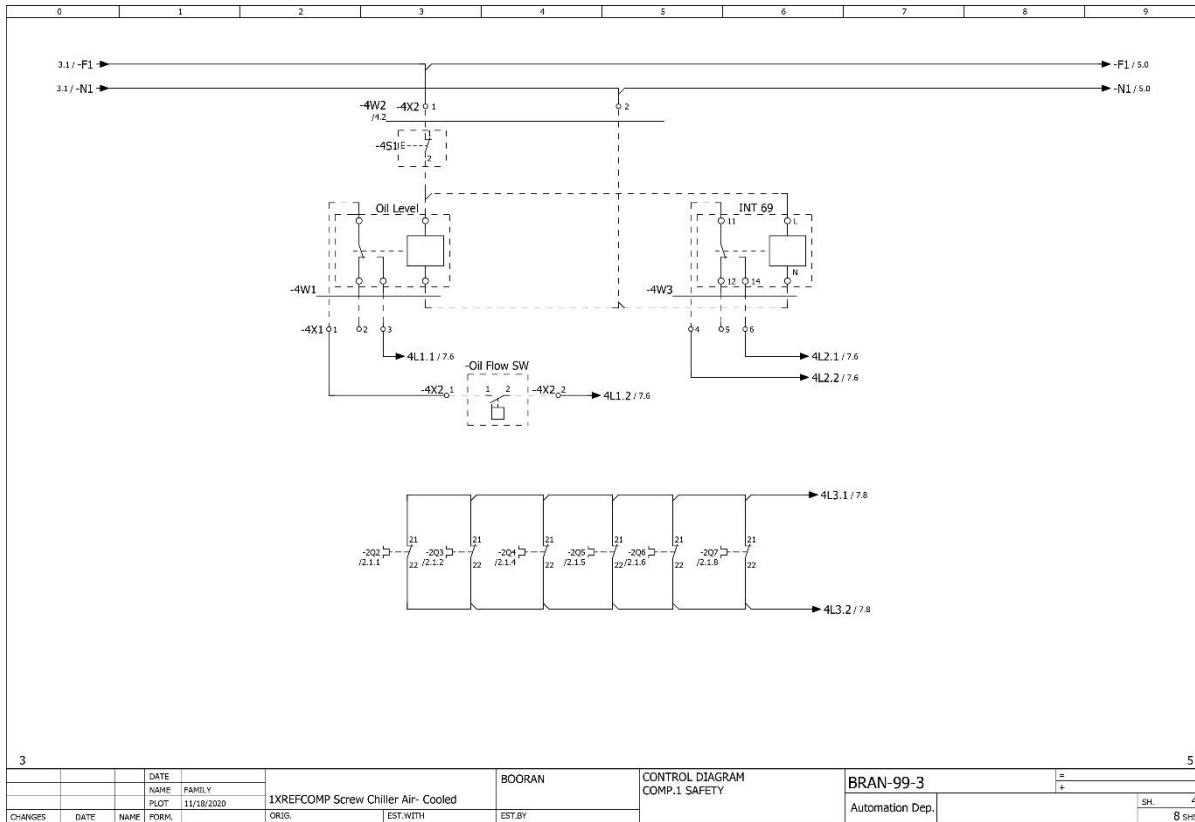 0 1 2 3 4 5 6 7 8 9
3.1 / -F1
-F1 / 5.0
3.1 / -N1
-N1 / 5.0
-4W2 -4X2 1 2
/4.2
1
-4S1 E
2
Oil Level
INT 69
11 L
N
12 14
-4W1
-4W3
-4X1 1 2 3 4 5 6
4L1.1 / 7.6
4L2.1 / 7.6
-Oil Flow SW
4L2.2 / 7.6
-4X2 1 1 2 -4X2 2
4L1.2 / 7.6
4L3.1 / 7.8
21 21 21 21 21 21
-2Q2 -2Q3 -2Q4 -2Q5 -2Q6 -2Q7
/2.1.1 /2.1.2 /2.1.4 /2.1.5 /2.1.6 /2.1.8
22 22 22 22 22 22
4L3.2 / 7.8
3 5
DATE
NAME FAMILY
PLOT 11/18/2020
CHANGES DATE NAME FORM.
1XREFCOMP Screw Chiller Air- Cooled
ORIG. EST.WITH EST.BY
BOORAN
CONTROL DIAGRAM
COMP.1 SAFETY
BRAN-99-3
Automation Dep.
=
+
SH. 4